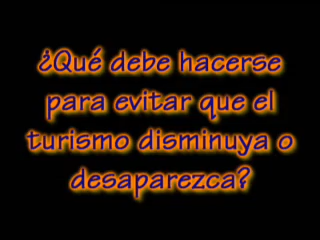 ¿Qué debe hacerse
para evitar que el
turismo disminuya o
desaparezca?